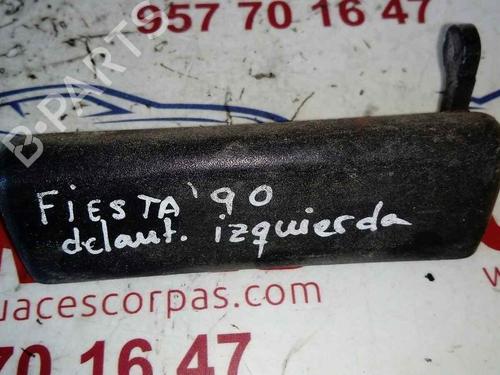 957 70 16 47
B-PARTS
FIESTA '90
delant. izquierda
uacescorpas.com
70 16 47